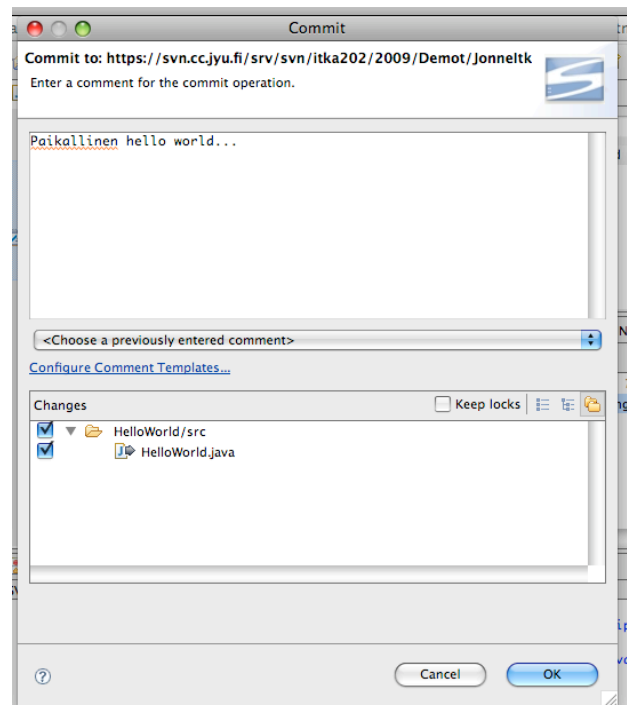 Commit
Commit to: https://svn.cc.jyu.fi/srv/svn/itka202/2009/Demot/JonneItk
Enter a comment for the commit operation.
Paikallinen hello world...
<Choose a previously entered comment>
Configure Comment Templates...
Changes
Keep locks
HelloWorld/src
HelloWorld.java
Cancel
OK